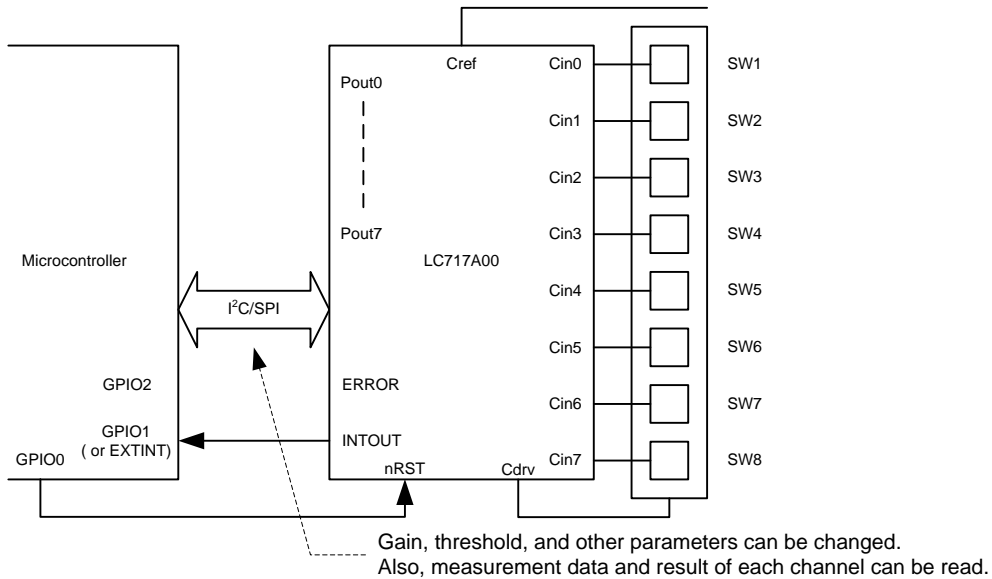 Cref
Cin0
SW1
Pout0
Cin1
SW2
Cin2
SW3
Pout7
Cin3
SW4
Microcontroller
LC717A00
Cin4
SW5
I²C/SPI
Cin5
SW6
GPIO2
ERROR
Cin6
SW7
GPIO1
( or EXTINT)
INTOUT
GPIO0
nRST
Cdrv
Cin7
SW8
Gain, threshold, and other parameters can be changed.
Also, measurement data and result of each channel can be read.